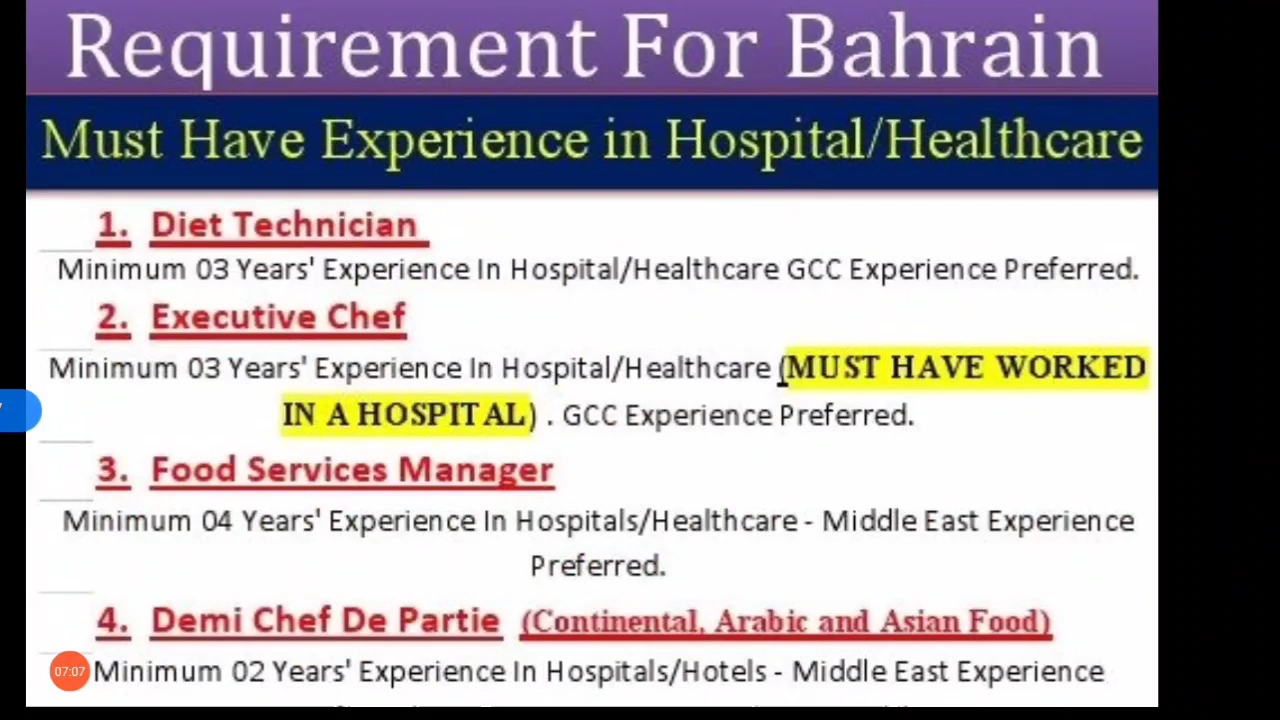 Requirement For Bahrain
Must Have Experience in Hospital/Healthcare
1. Diet Technician
Minimum 03 Years' Experience In Hospital/Healthcare GCC Experience Preferred.
2. Executive Chef
Minimum 03 Years' Experience In Hospital/Healthcare (MUST HAVE WORKED
IN A HOSPITAL) . GCC Experience Preferred.
3. Food Services Manager
Minimum 04 Years' Experience In Hospitals/Healthcare - Middle East Experience
Preferred.
4. Demi Chef De Partie (Continental, Arabic and Asian Food)
07:07 Minimum 02 Years' Experience In Hospitals/Hotels - Middle East Experience